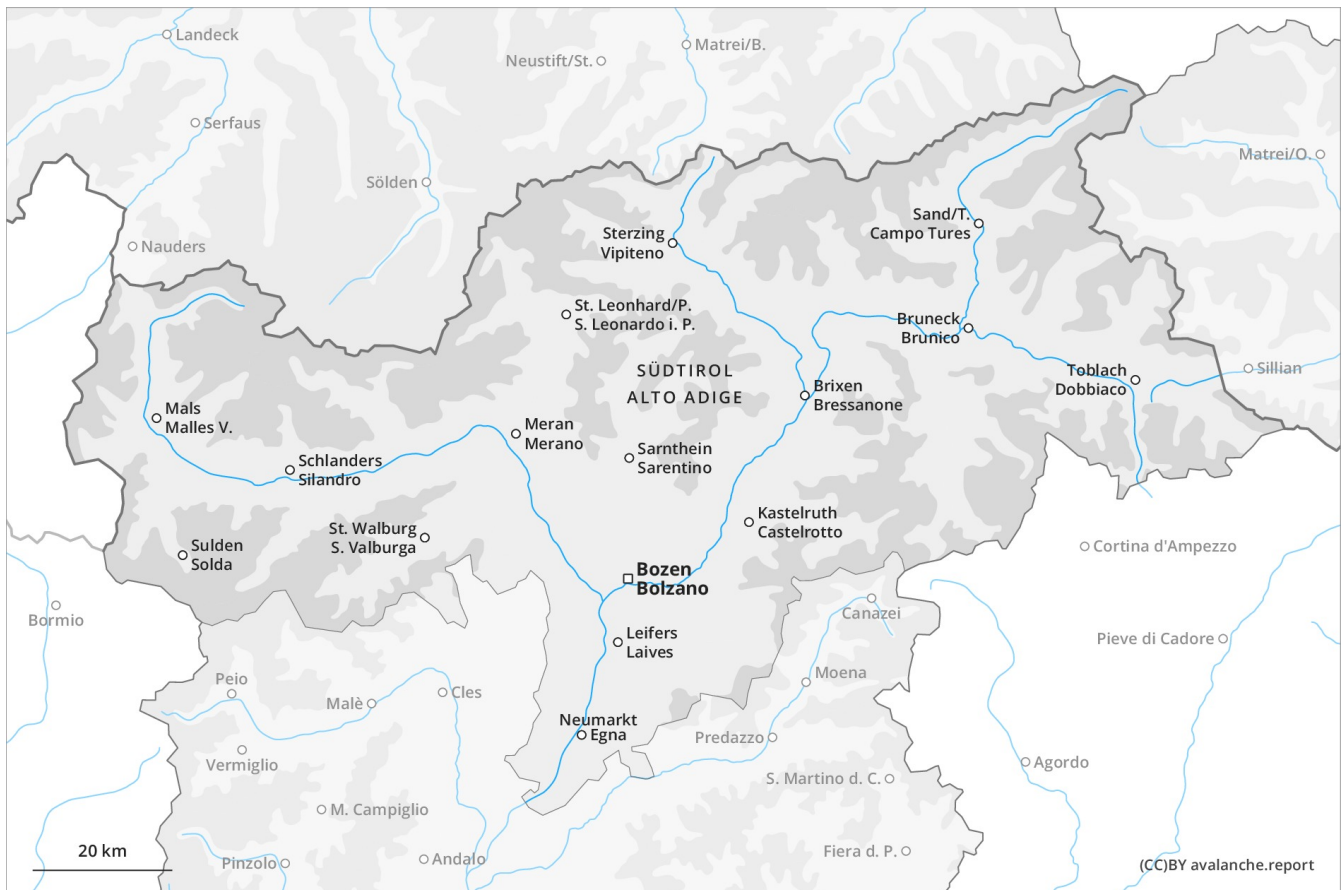 Landeck
Matrei/B.
Neustift/St.
Serfaus
Matrei/O.
Sölden
Sand/T.
Campo Tures
Sterzing
Vipiteno
Nauders
St. Leonhard/P.
S. Leonardo i. P.
Bruneck
Brunico
SÜDTIROL
ALTO ADIGE
Toblach
Dobbiaco
Sillian
Brixen
Bressanone
Mals
Malles V.
Meran
Merano
Sarnthein
Sarentino
Schlanders
Silandro
Kastelruth
Castelrotto
St. Walburg
S. Valburga
Sulden
Solda
Cortina d'Ampezzo
Bozen
Bolzano
Bormio
Canazei
Leifers
Laives
Pieve di Cadore
Peio
Moena
Malè
Cles
Neumarkt
Egna
Predazzo
Vermiglio
Agordo
S. Martino d. C.
M. Campiglio
20 km
Pinzolo
Andalo
Fiera d. P.
(CC)BY avalanche.report